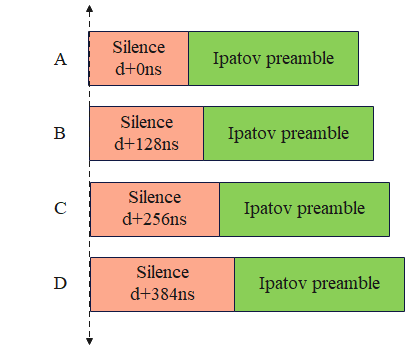 A
Silence
d+0ns
Ipatov preamble
B
Silence
d+128ns
Ipatov preamble
C
Silence
d+256ns
Ipatov preamble
D
Silence
d+384ns
Ipatov preamble